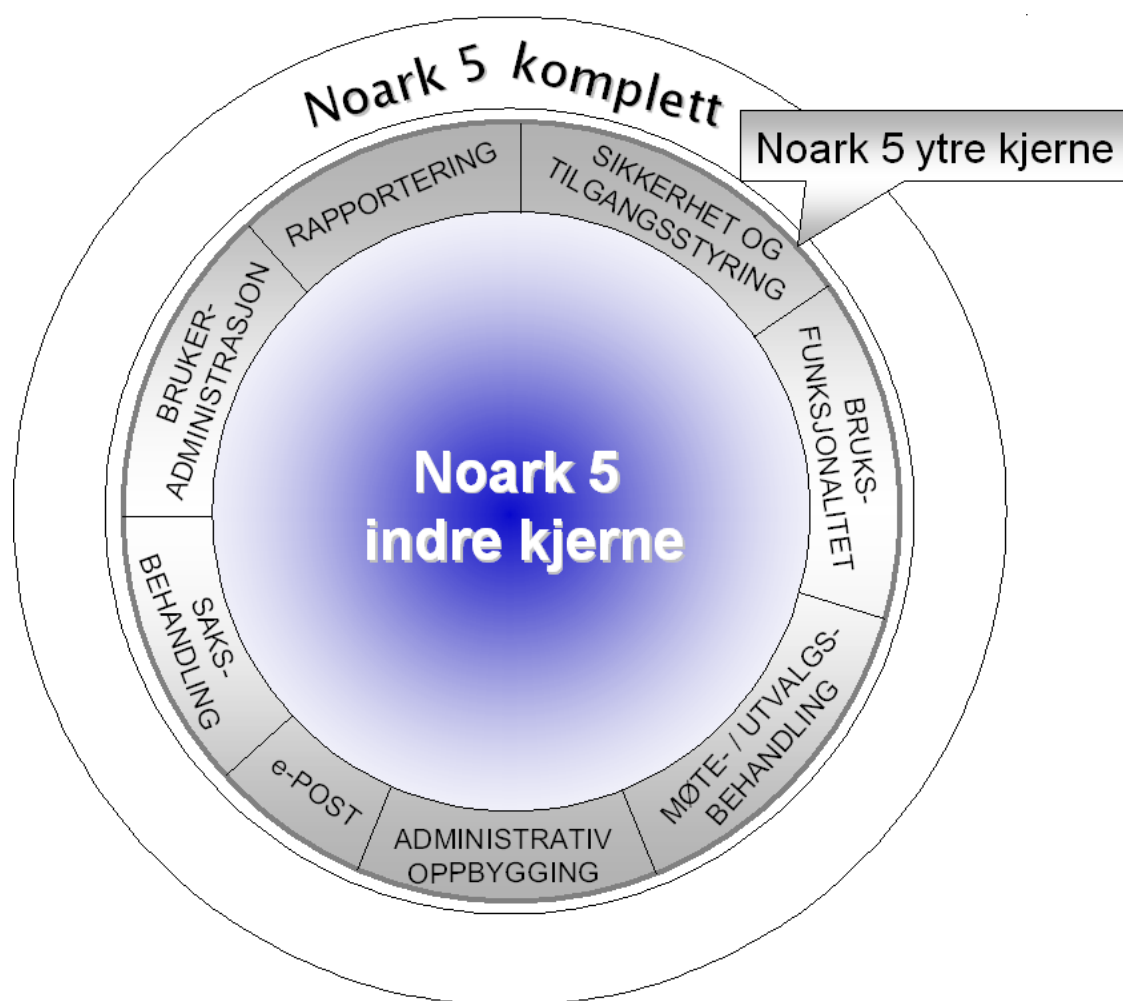 Noark 5 komplett
Noark 5 ytre kjerne
RAPPORTERING
SIKKERHET OG
TILGANGSSTYRING
BRUKS-
FUNKSJONALITET
MØTE- / UTVALGS-
BEHANDLING
ADMINISTRATIV
OPPBYGGING
e-POST
SAKS-
BEHANDLING
BRUKER-
ADMINISTRASJON
Noark 5
indre kjerne